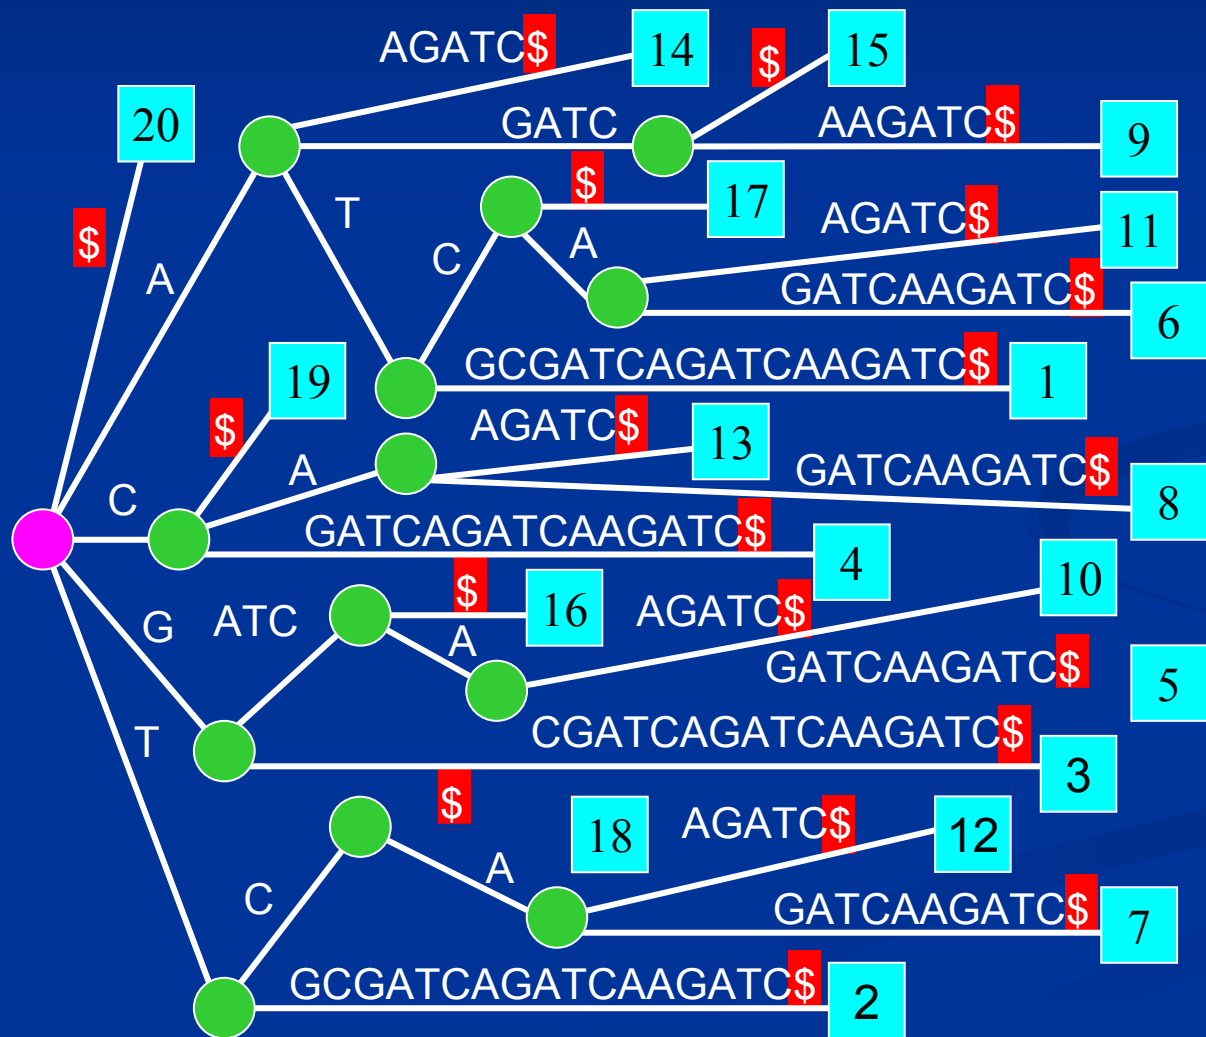 AGATC$
14
$
15
20
GATC
AAGATC$
9
$
17
T
AGATC$
11
$
A
C
A
GATCAAGATC$
6
19
GCGATCAGATCAAGATC$
1
$
AGATC$
13
A
GATCAAGATC$
8
C
GATCAGATCAAGATC$
4
$
16
10
G
ATC
A
AGATC$
GATCAAGATC$
5
T
CGATCAGATCAAGATC$
3
$
18
AGATC$
12
C
A
GATCAAGATC$
7
GCGATCAGATCAAGATC$
2